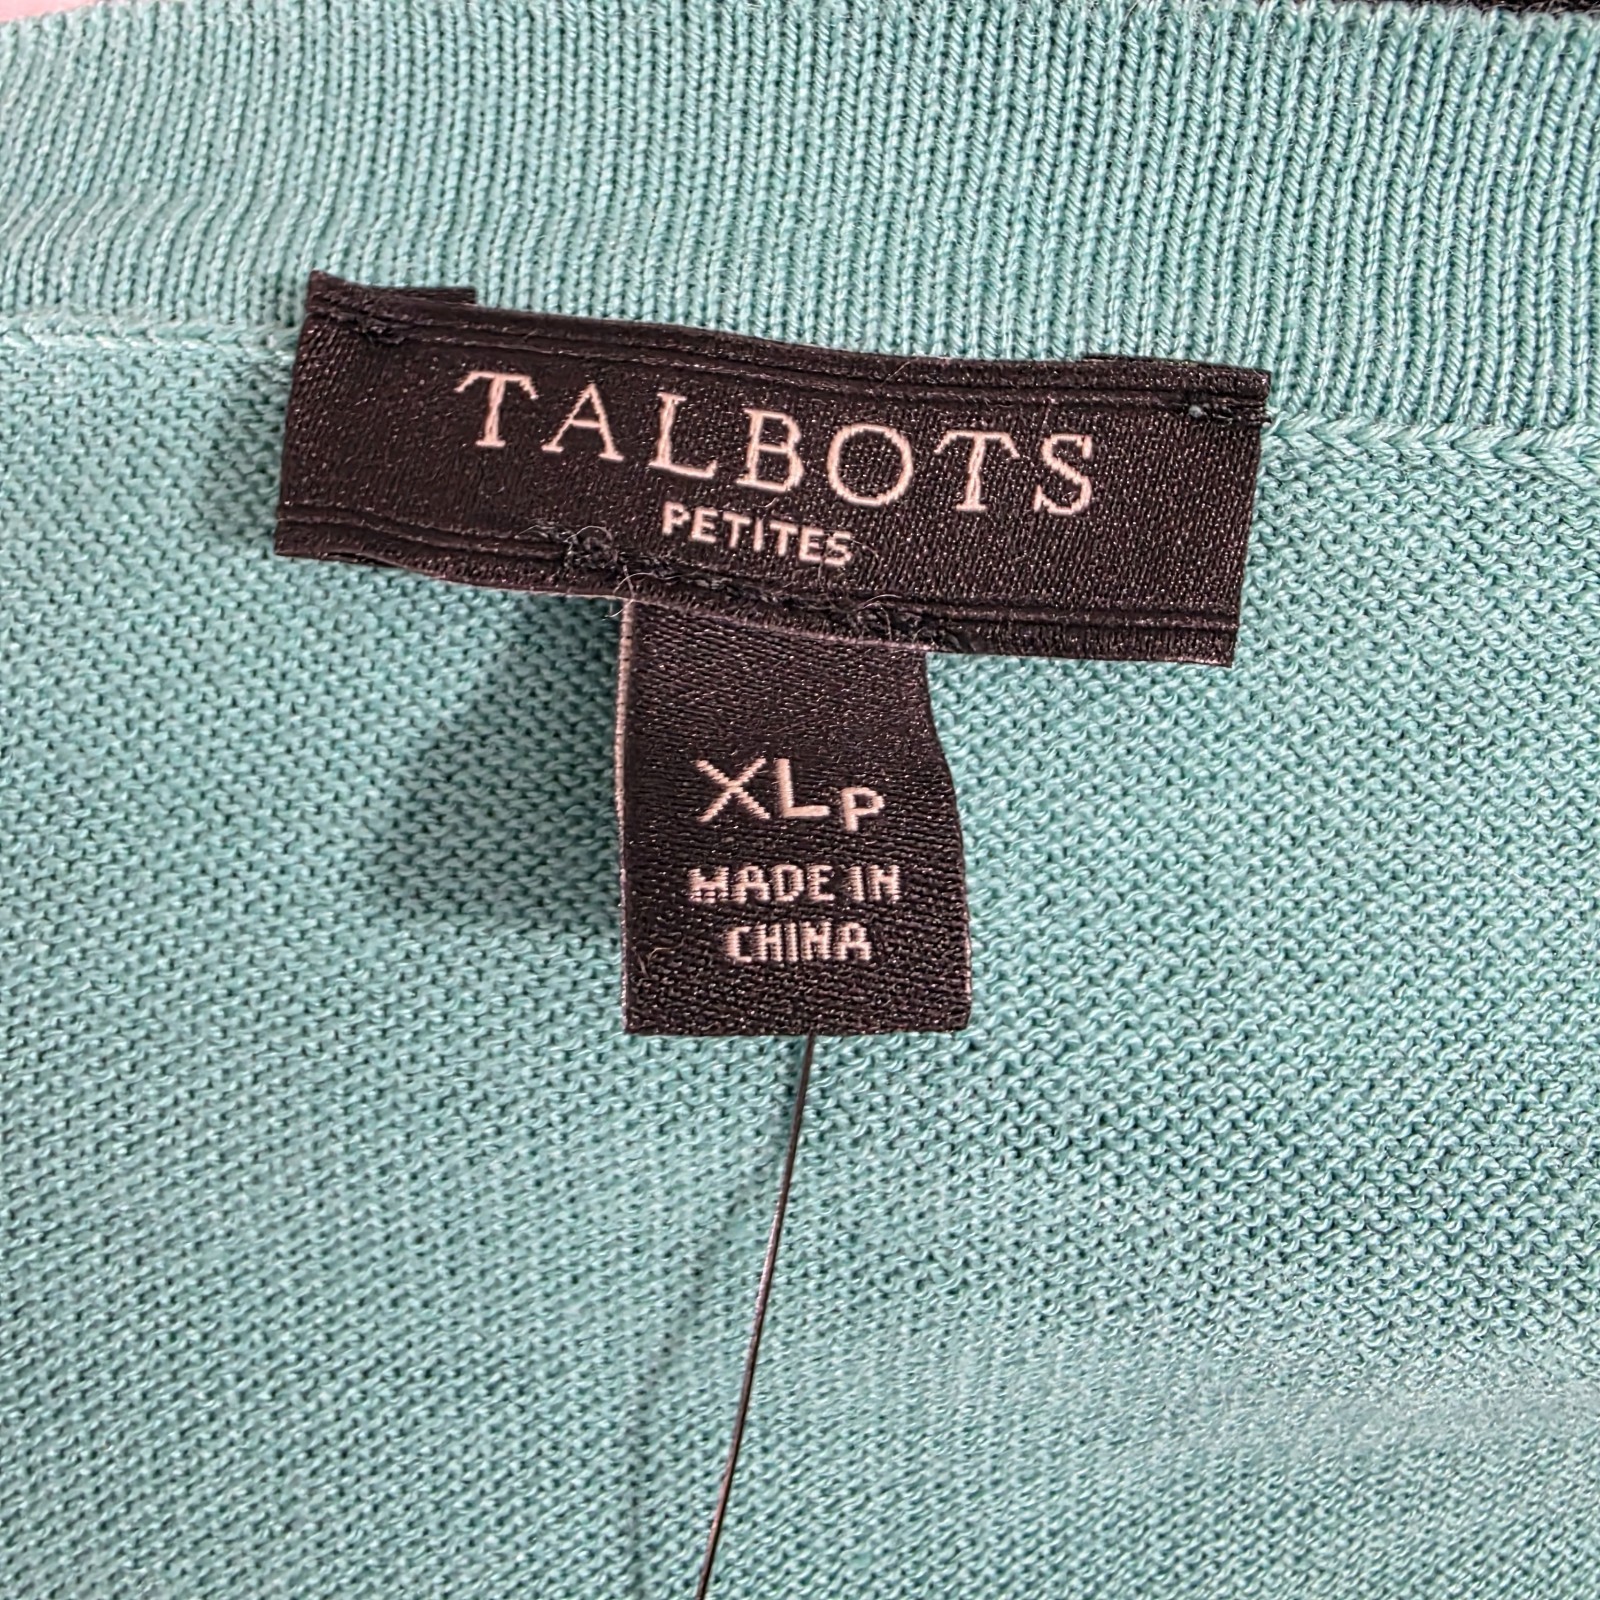 TALBOTS
PETITES
XLP
MADE IN
CHINA